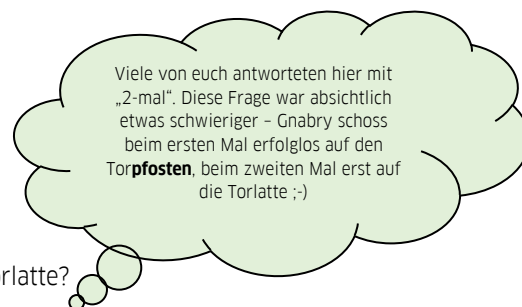 Viele von euch antworteten hier mit
„2-mal“. Diese Frage war absichtlich
etwas schwieriger – Gnabry schoss
beim ersten Mal erfolglos auf den
Torpfosten, beim zweiten Mal erst auf
die Torlatte ;-)
orlatte?